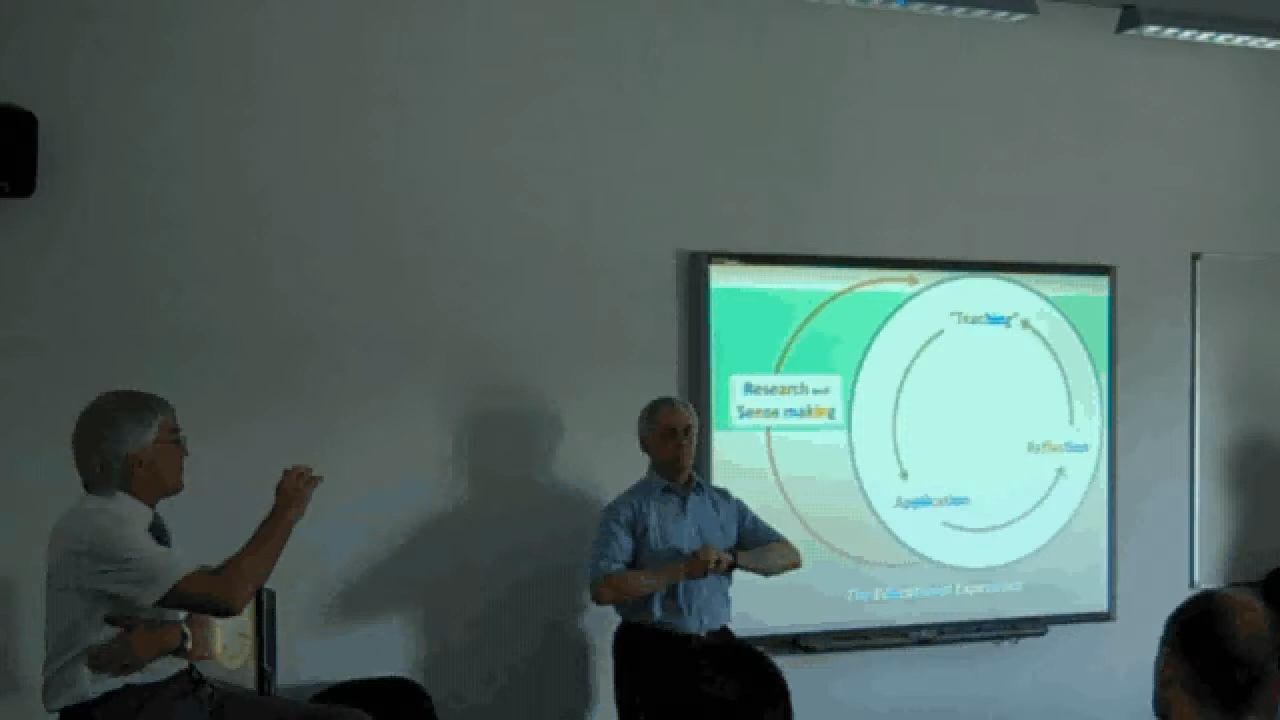 "Teaching"
Research and
Sense making
Reflection
Application
The Educational Experience